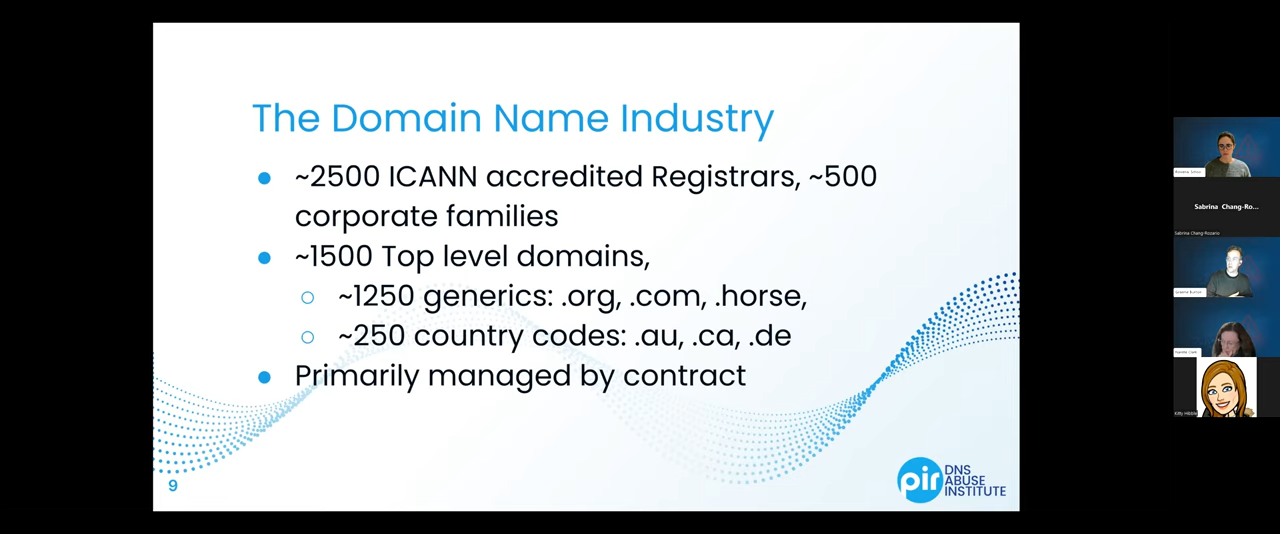 The Domain Name Industry
~2500 ICANN accredited Registrars, ~500
corporate families
~1500 Top level domains,
~1250 generics: .org, .com, .horse,
~250 country codes: .au, .ca, .de
Primarily managed by contract
9
pir DNS
ABUSE
INSTITUTE
Sabrina Chang-Ro...
Sabrina Chang-Rozario